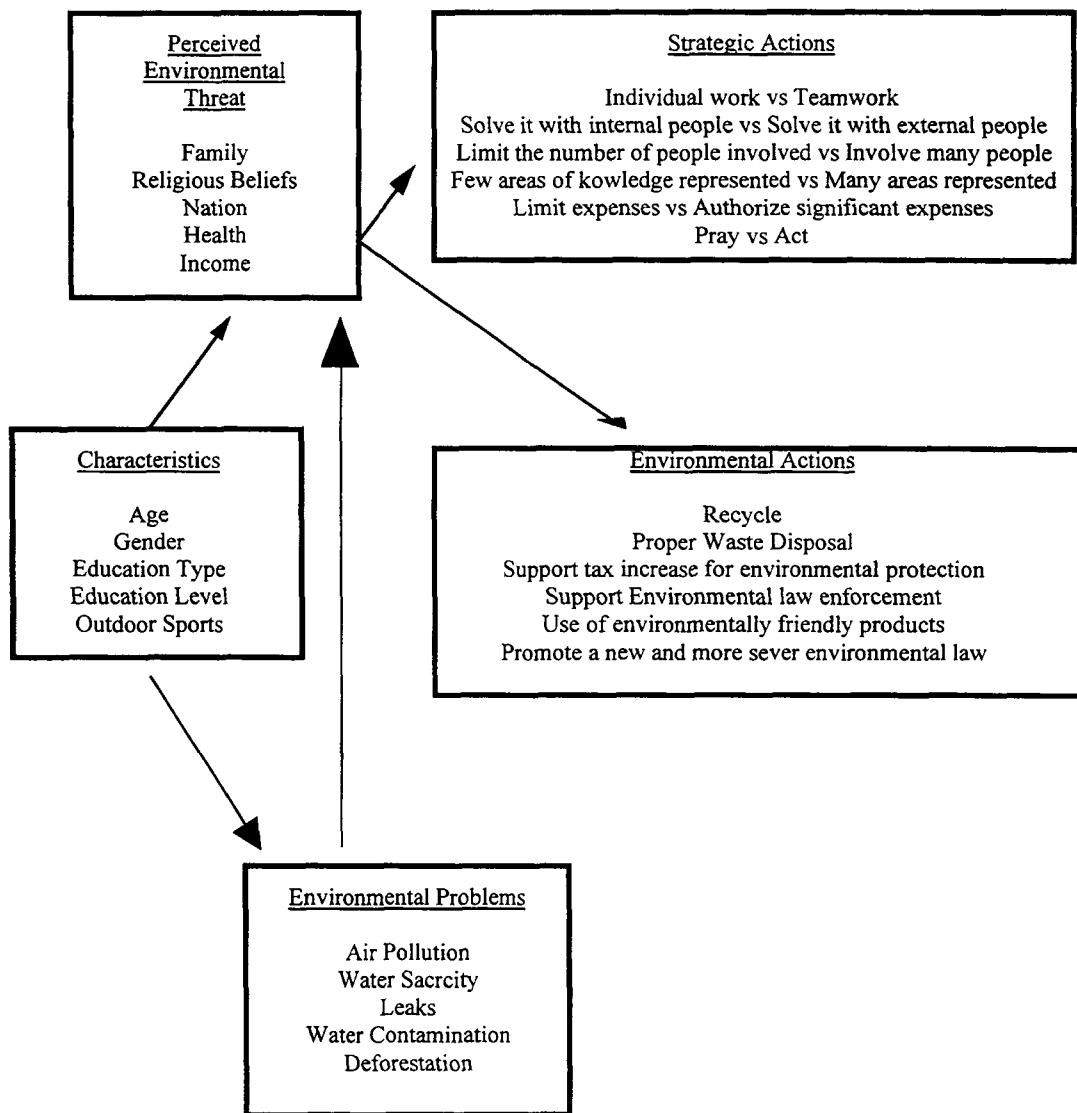 Perceived
Environmental
Threat
Family
Religious Beliefs
Nation
Health
Income
Strategic Actions
Individual work vs Teamwork
Solve it with internal people vs Solve it with external people
Limit the number of people involved vs Involve many people
Few areas of kowledge represented vs Many areas represented
Limit expenses vs Authorize significant expenses
Pray vs Act
Characteristics
Age
Gender
Education Type
Education Level
Outdoor Sports
Environmental Actions
Recycle
Proper Waste Disposal
Support tax increase for environmental protection
Support Environmental law enforcement
Use of environmentally friendly products
Promote a new and more sever environmental law
Environmental Problems
Air Pollution
Water Sacrcity
Leaks
Water Contamination
Deforestation